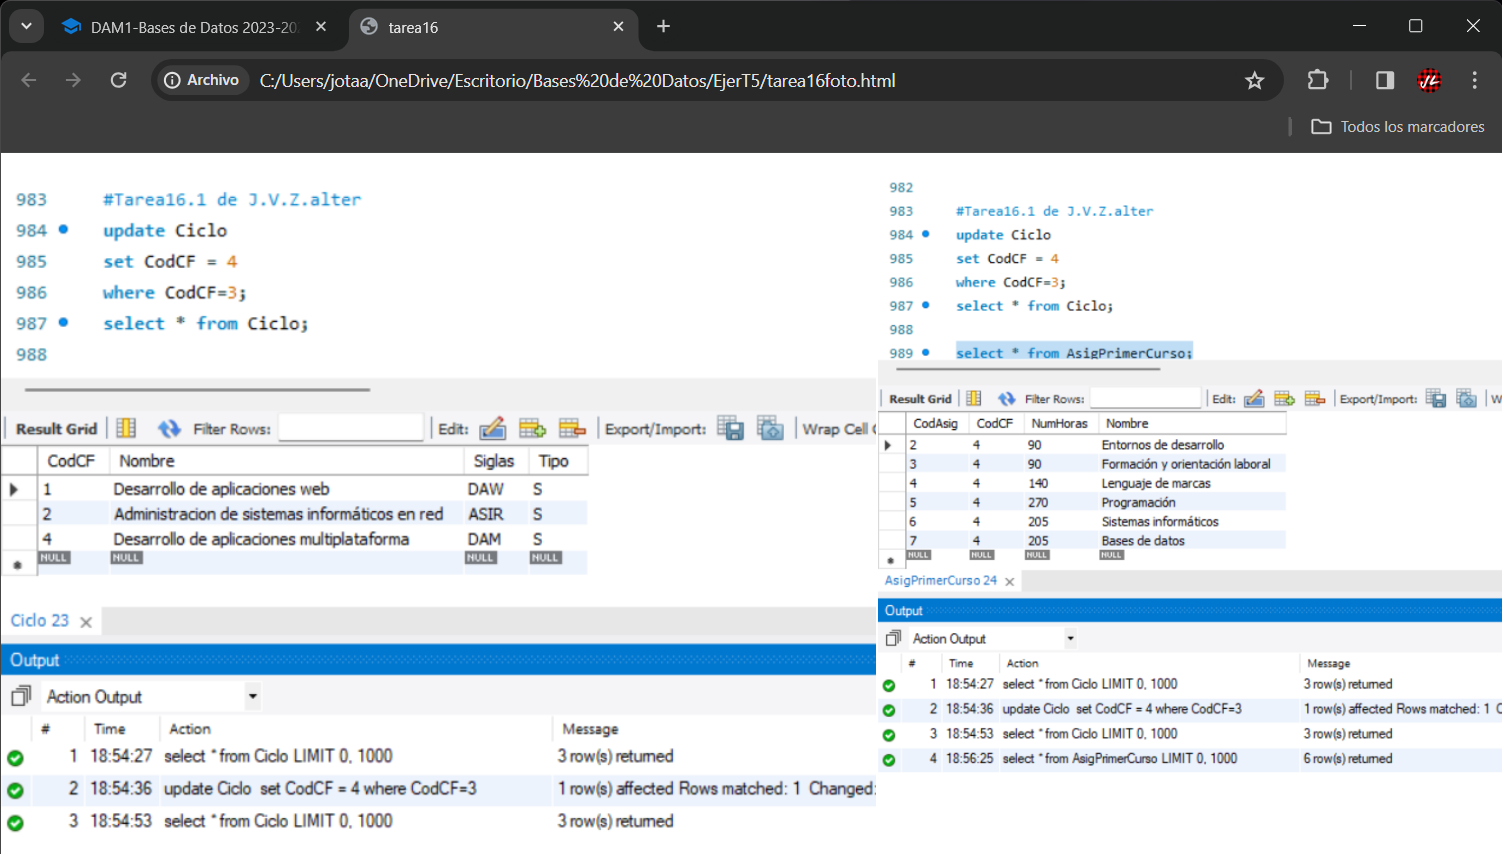 DAM1-Bases de Datos 2023-202
tarea16
Archivo
C:/Users/jotaa/OneDrive/Escritorio/Bases%20de%20Datos/EjerT5/tarea16foto.html
JL
Todos los marcadores
983 #Tarea16.1 de J.V.Z.alter
984 update Ciclo
985 set CodCF = 4
986 where CodCF=3;
987 select * from Ciclo;
988
Result Grid Filter Rows: Edit: Export/Import: Wrap Cell C
CodCF Nombre Siglas Tipo
1 Desarrollo de aplicaciones web DAW S
2 Administracion de sistemas informáticos en red ASIR S
4 Desarrollo de aplicaciones multiplataforma DAM S
NULL NULL NULL NULL
Ciclo 23
Output
Action Output
# Time Action Message
1 18:54:27 select * from Ciclo LIMIT 0, 1000 3 row(s) returned
2 18:54:36 update Ciclo set CodCF = 4 where CodCF=3 1 row(s) affected Rows matched: 1 Changed:
3 18:54:53 select * from Ciclo LIMIT 0, 1000 3 row(s) returned
982
983 #Tarea16.1 de J.V.Z.alter
984 update Ciclo
985 set CodCF = 4
986 where CodCF=3;
987 select * from Ciclo;
988
989 select * from AsigPrimerCurso;
Result Grid Filter Rows: Edit: Export/Import: W
CodAsig CodCF NumHoras Nombre
2 4 90 Entornos de desarrollo
3 4 90 Formación y orientación laboral
4 4 140 Lenguaje de marcas
5 4 270 Programación
6 4 205 Sistemas informáticos
7 4 205 Bases de datos
NULL NULL NULL NULL
AsigPrimerCurso 24
Output
Action Output
# Time Action Message
1 18:54:27 select * from Ciclo LIMIT 0, 1000 3 row(s) returned
2 18:54:36 update Ciclo set CodCF = 4 where CodCF=3 1 row(s) affected Rows matched: 1 C
3 18:54:53 select * from Ciclo LIMIT 0, 1000 3 row(s) returned
4 18:56:25 select * from AsigPrimerCurso LIMIT 0, 1000 6 row(s) returned